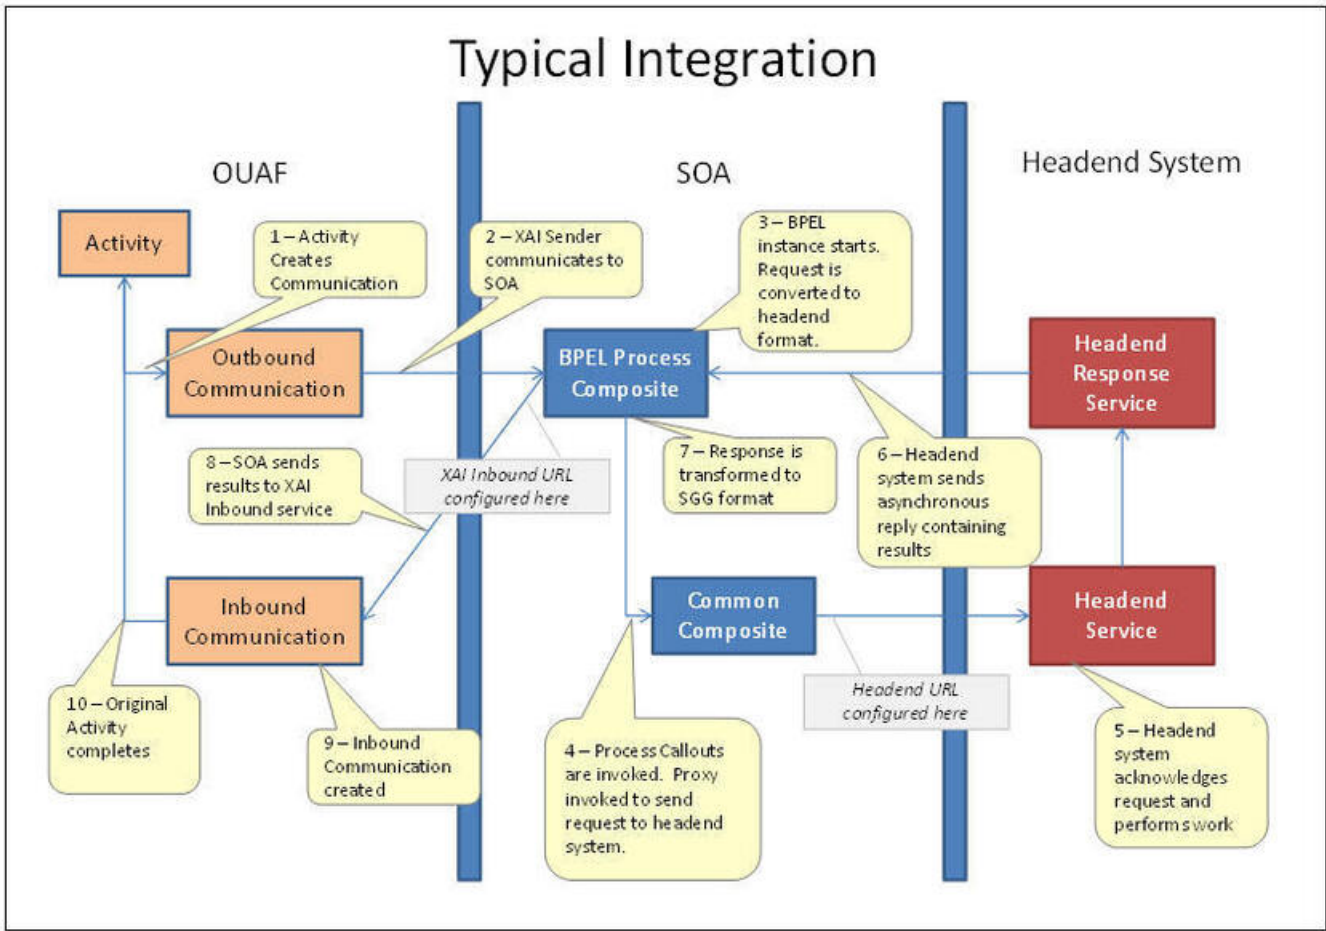 Typical Integration
OUAF
SOA
Headend System
Activity
1 – Activity
Creates
Communication
2 – XAI Sender
communicates to
SOA
3 – BPEL
instance starts.
Request is
converted to
headend
format.
Outbound
Communication
BPEL Process
Composite
Headend
Response
Service
8 – SOA sends
results to XAI
Inbound service
XAI Inbound URL
configured here
7 – Response is
transformed to
SGG format
6 – Headend
system sends
asynchronous
reply containing
results
Inbound
Communication
Common
Composite
Headend
Service
10 – Original
Activity
completes
9 – Inbound
Communication
created
4 – Process Callouts
are invoked. Proxy
invoked to send
request to headend
system.
Headend URL
configured here
5 – Headend
system
acknowledges
request and
performs work